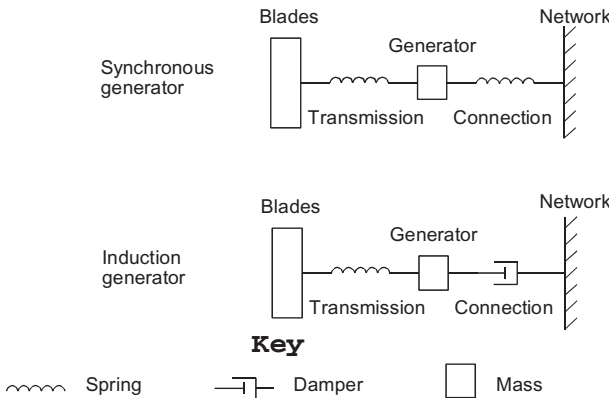 Blades
Network
Generator
Synchronous
generator
Transmission
Connection
Blades
Network
Generator
Induction
generator
Transmission
Connection
Key
Spring
Damper
Mass